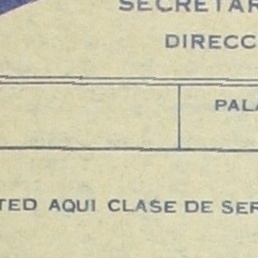 SECRETAR
DIRECC
PALA
TED AQUI CLASE DE SER